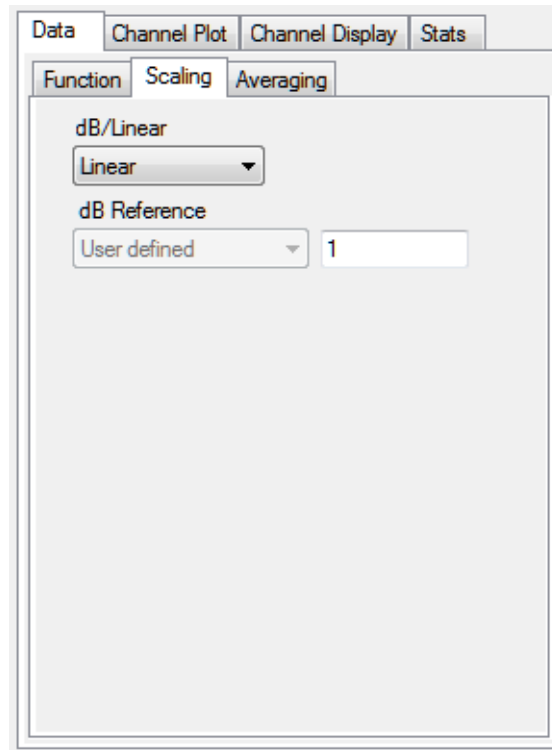 Data Channel Plot Channel Display Stats
Function Scaling Averaging
dB/Linear
Linear
dB Reference
User defined 1